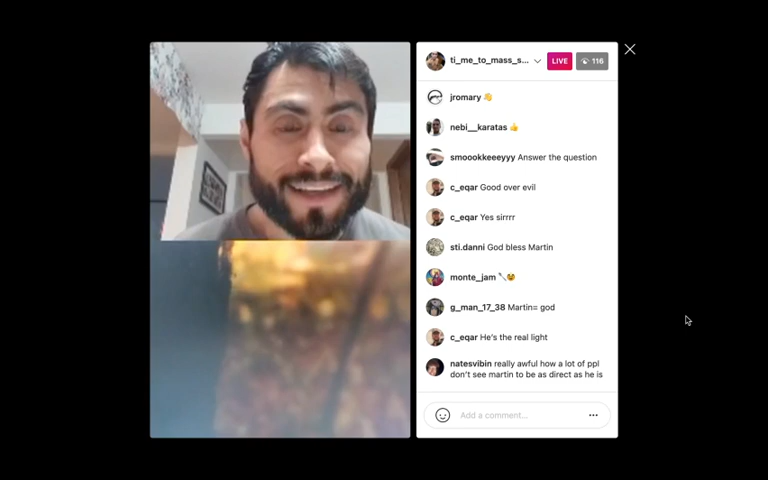 ti_me_to_mass_s...
LIVE
116
jromary 👏
nebi__karatas 👍
smoookkeeeyyy Answer the question
c_eqar Good over evil
c_eqar Yes sirrrr
sti.danni God bless Martin
monte_jam
g_man_17_38 Martin= god
c_eqar He's the real light
natesvibin really awful how a lot of ppl
don't see martin to be as direct as he is
Add a comment...